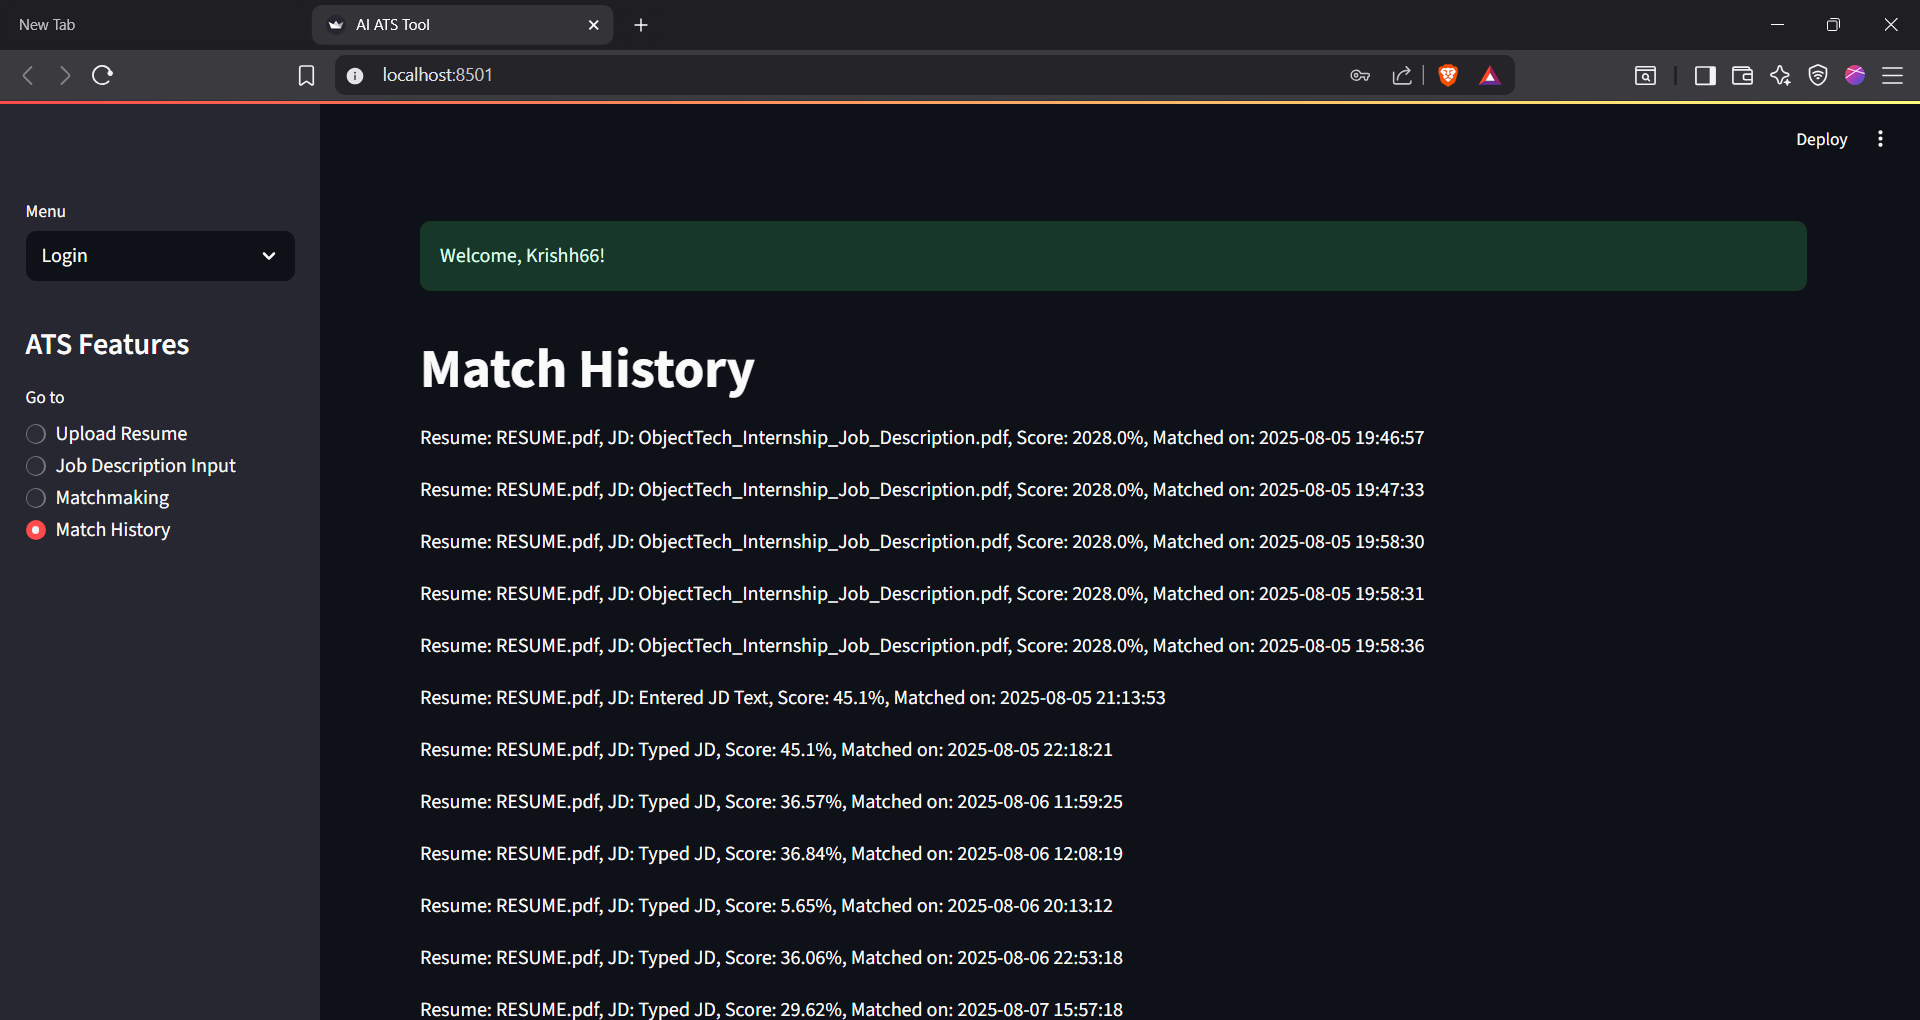 New Tab
AI ATS Tool
localhost:8501
Deploy
Menu
Login
ATS Features
Go to
Upload Resume
Job Description Input
Matchmaking
Match History
Welcome, Krishh66!
Match History
Resume: RESUME.pdf, JD: ObjectTech_Internship_Job_Description.pdf, Score: 2028.0%, Matched on: 2025-08-05 19:46:57
Resume: RESUME.pdf, JD: ObjectTech_Internship_Job_Description.pdf, Score: 2028.0%, Matched on: 2025-08-05 19:47:33
Resume: RESUME.pdf, JD: ObjectTech_Internship_Job_Description.pdf, Score: 2028.0%, Matched on: 2025-08-05 19:58:30
Resume: RESUME.pdf, JD: ObjectTech_Internship_Job_Description.pdf, Score: 2028.0%, Matched on: 2025-08-05 19:58:31
Resume: RESUME.pdf, JD: ObjectTech_Internship_Job_Description.pdf, Score: 2028.0%, Matched on: 2025-08-05 19:58:36
Resume: RESUME.pdf, JD: Entered JD Text, Score: 45.1%, Matched on: 2025-08-05 21:13:53
Resume: RESUME.pdf, JD: Typed JD, Score: 45.1%, Matched on: 2025-08-05 22:18:21
Resume: RESUME.pdf, JD: Typed JD, Score: 36.57%, Matched on: 2025-08-06 11:59:25
Resume: RESUME.pdf, JD: Typed JD, Score: 36.84%, Matched on: 2025-08-06 12:08:19
Resume: RESUME.pdf, JD: Typed JD, Score: 5.65%, Matched on: 2025-08-06 20:13:12
Resume: RESUME.pdf, JD: Typed JD, Score: 36.06%, Matched on: 2025-08-06 22:53:18
Resume: RESUME.pdf, JD: Typed JD, Score: 29.62%, Matched on: 2025-08-07 15:57:18